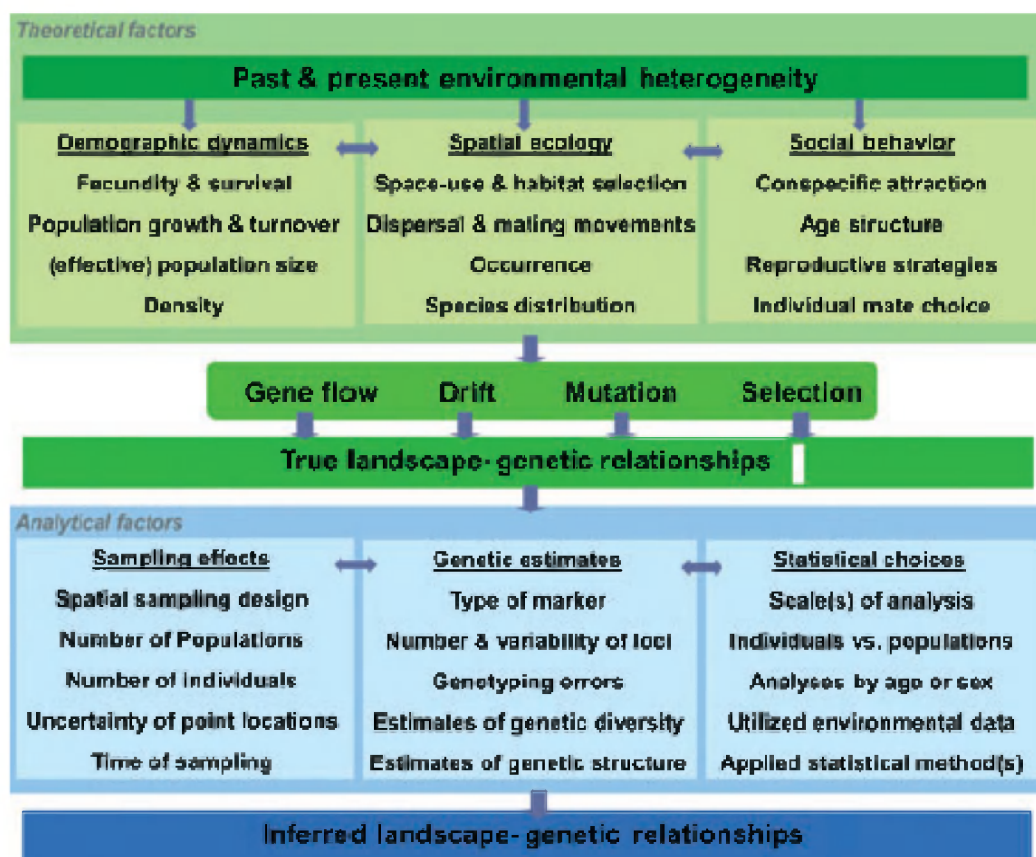 Theoretical factors
Past & present environmental heterogeneity
Demographic dynamics
Fecundity & survival
Population growth & turnover
(effective) population size
Density
Spatial ecology
Space-use & habitat selection
Dispersal & mating movements
Occurrence
Species distribution
Social behavior
Conspecific attraction
Age structure
Reproductive strategies
Individual mate choice
Gene flow Drift Mutation Selection
True landscape-genetic relationships
Analytical factors
Sampling effects
Spatial sampling design
Number of Populations
Number of individuals
Uncertainty of point locations
Time of sampling
Genetic estimates
Type of marker
Number & variability of loci
Genotyping errors
Estimates of genetic diversity
Estimates of genetic structure
Statistical choices
Scale(s) of analysis
Individuals vs. populations
Analyses by age or sex
Utilized environmental data
Applied statistical method(s)
Inferred landscape-genetic relationships